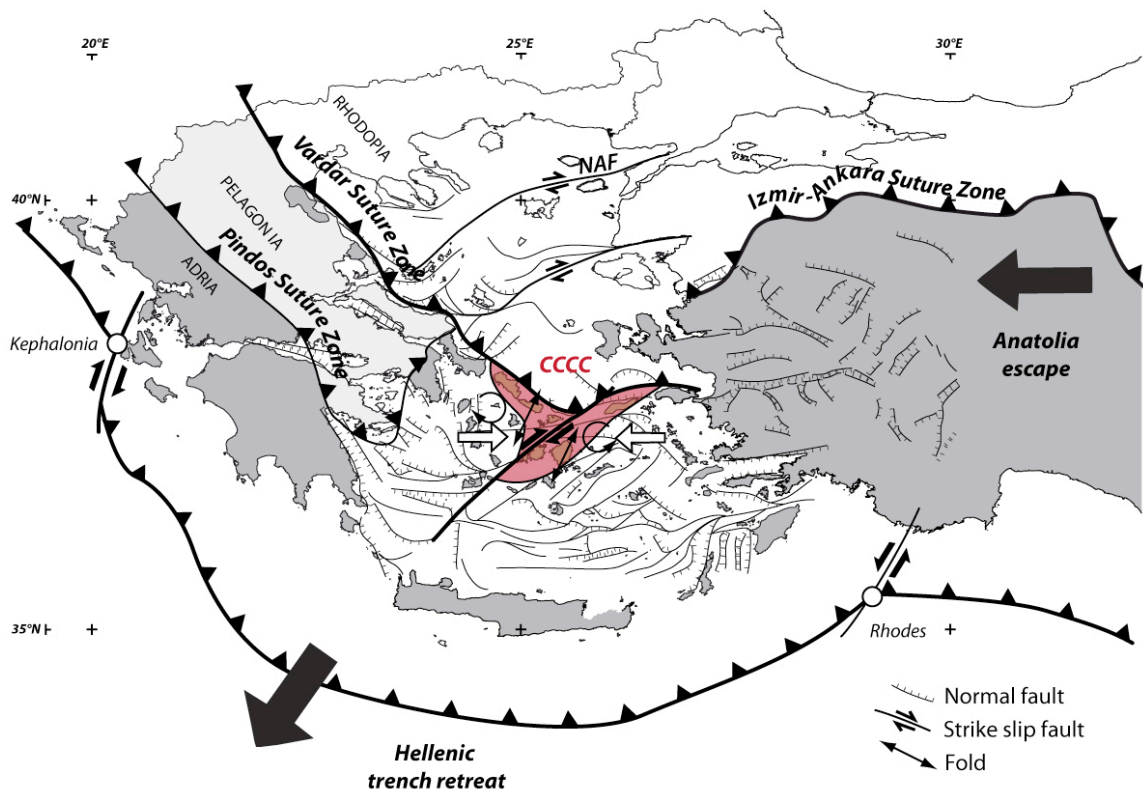 20°E
25°E
30°E
RHODOPIA
Vardar Suture Zone
NAF
Izmir-Ankara Suture Zone
40°N
PELAGONIA
Pindos Suture Zone
ADRIA
Kephalonia
CCCC
Anatolia
escape
35°N
Rhodes
Normal fault
Strike slip fault
Fold
Hellenic
trench retreat